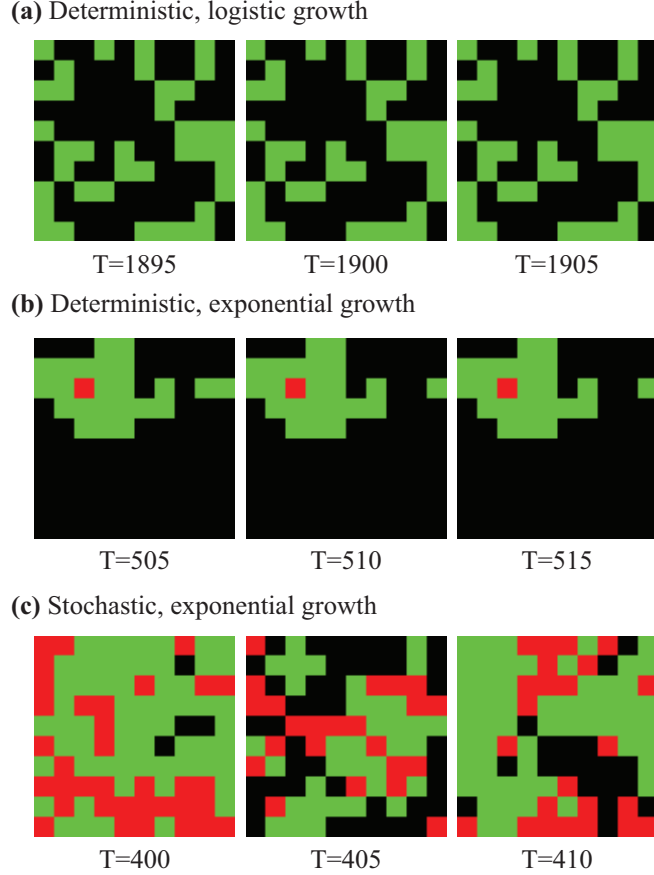 (a) Deterministic, logistic growth
T=1895 T=1900 T=1905
(b) Deterministic, exponential growth
T=505 T=510 T=515
(c) Stochastic, exponential growth
T=400 T=405 T=410